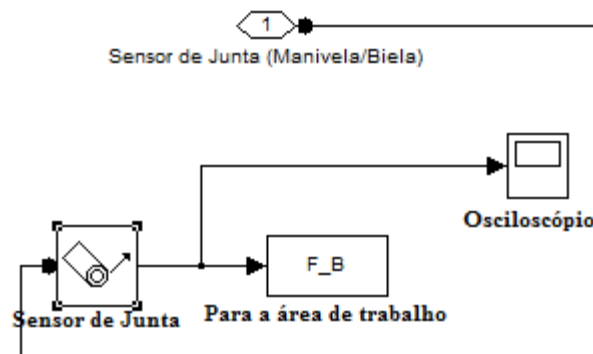 1
Sensor de Junta (Manivela/Biela)
Osciloscópio
F_B
Sensor de Junta
Para a área de trabalho